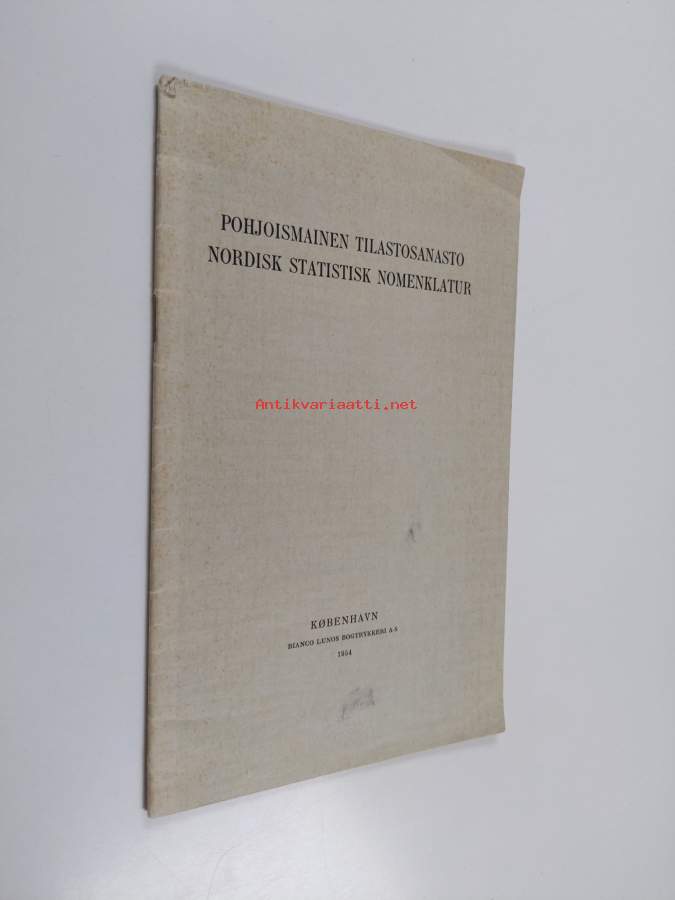 POHJOISMAINEN TILASTOSANASTO
NORDISK STATISTISK NOMENKLATUR
Antikvariaatti.net
KØBENHAVN
BIANCO LUNOS BOGTRYKKERI A-S
1954